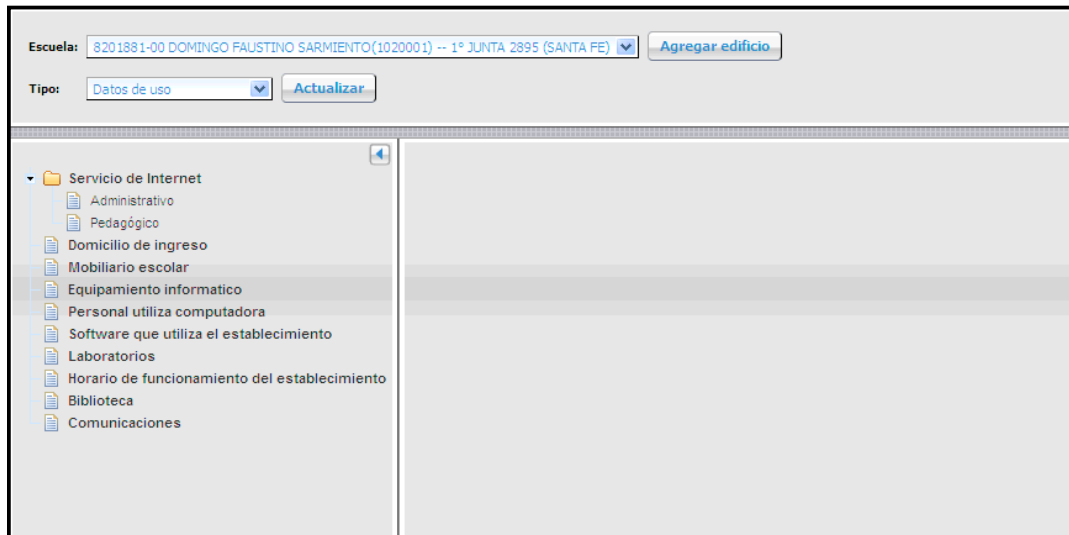 Escuela: 8201881-00 DOMINGO FAUSTINO SARMIENTO(1020001) -- 1º JUNTA 2895 (SANTA FE) Agregar edificio
Tipo: Datos de uso Actualizar
Servicio de Internet
Administrativo
Pedagógico
Domicilio de ingreso
Mobiliario escolar
Equipamiento informatico
Personal utiliza computadora
Software que utiliza el establecimiento
Laboratorios
Horario de funcionamiento del establecimiento
Biblioteca
Comunicaciones